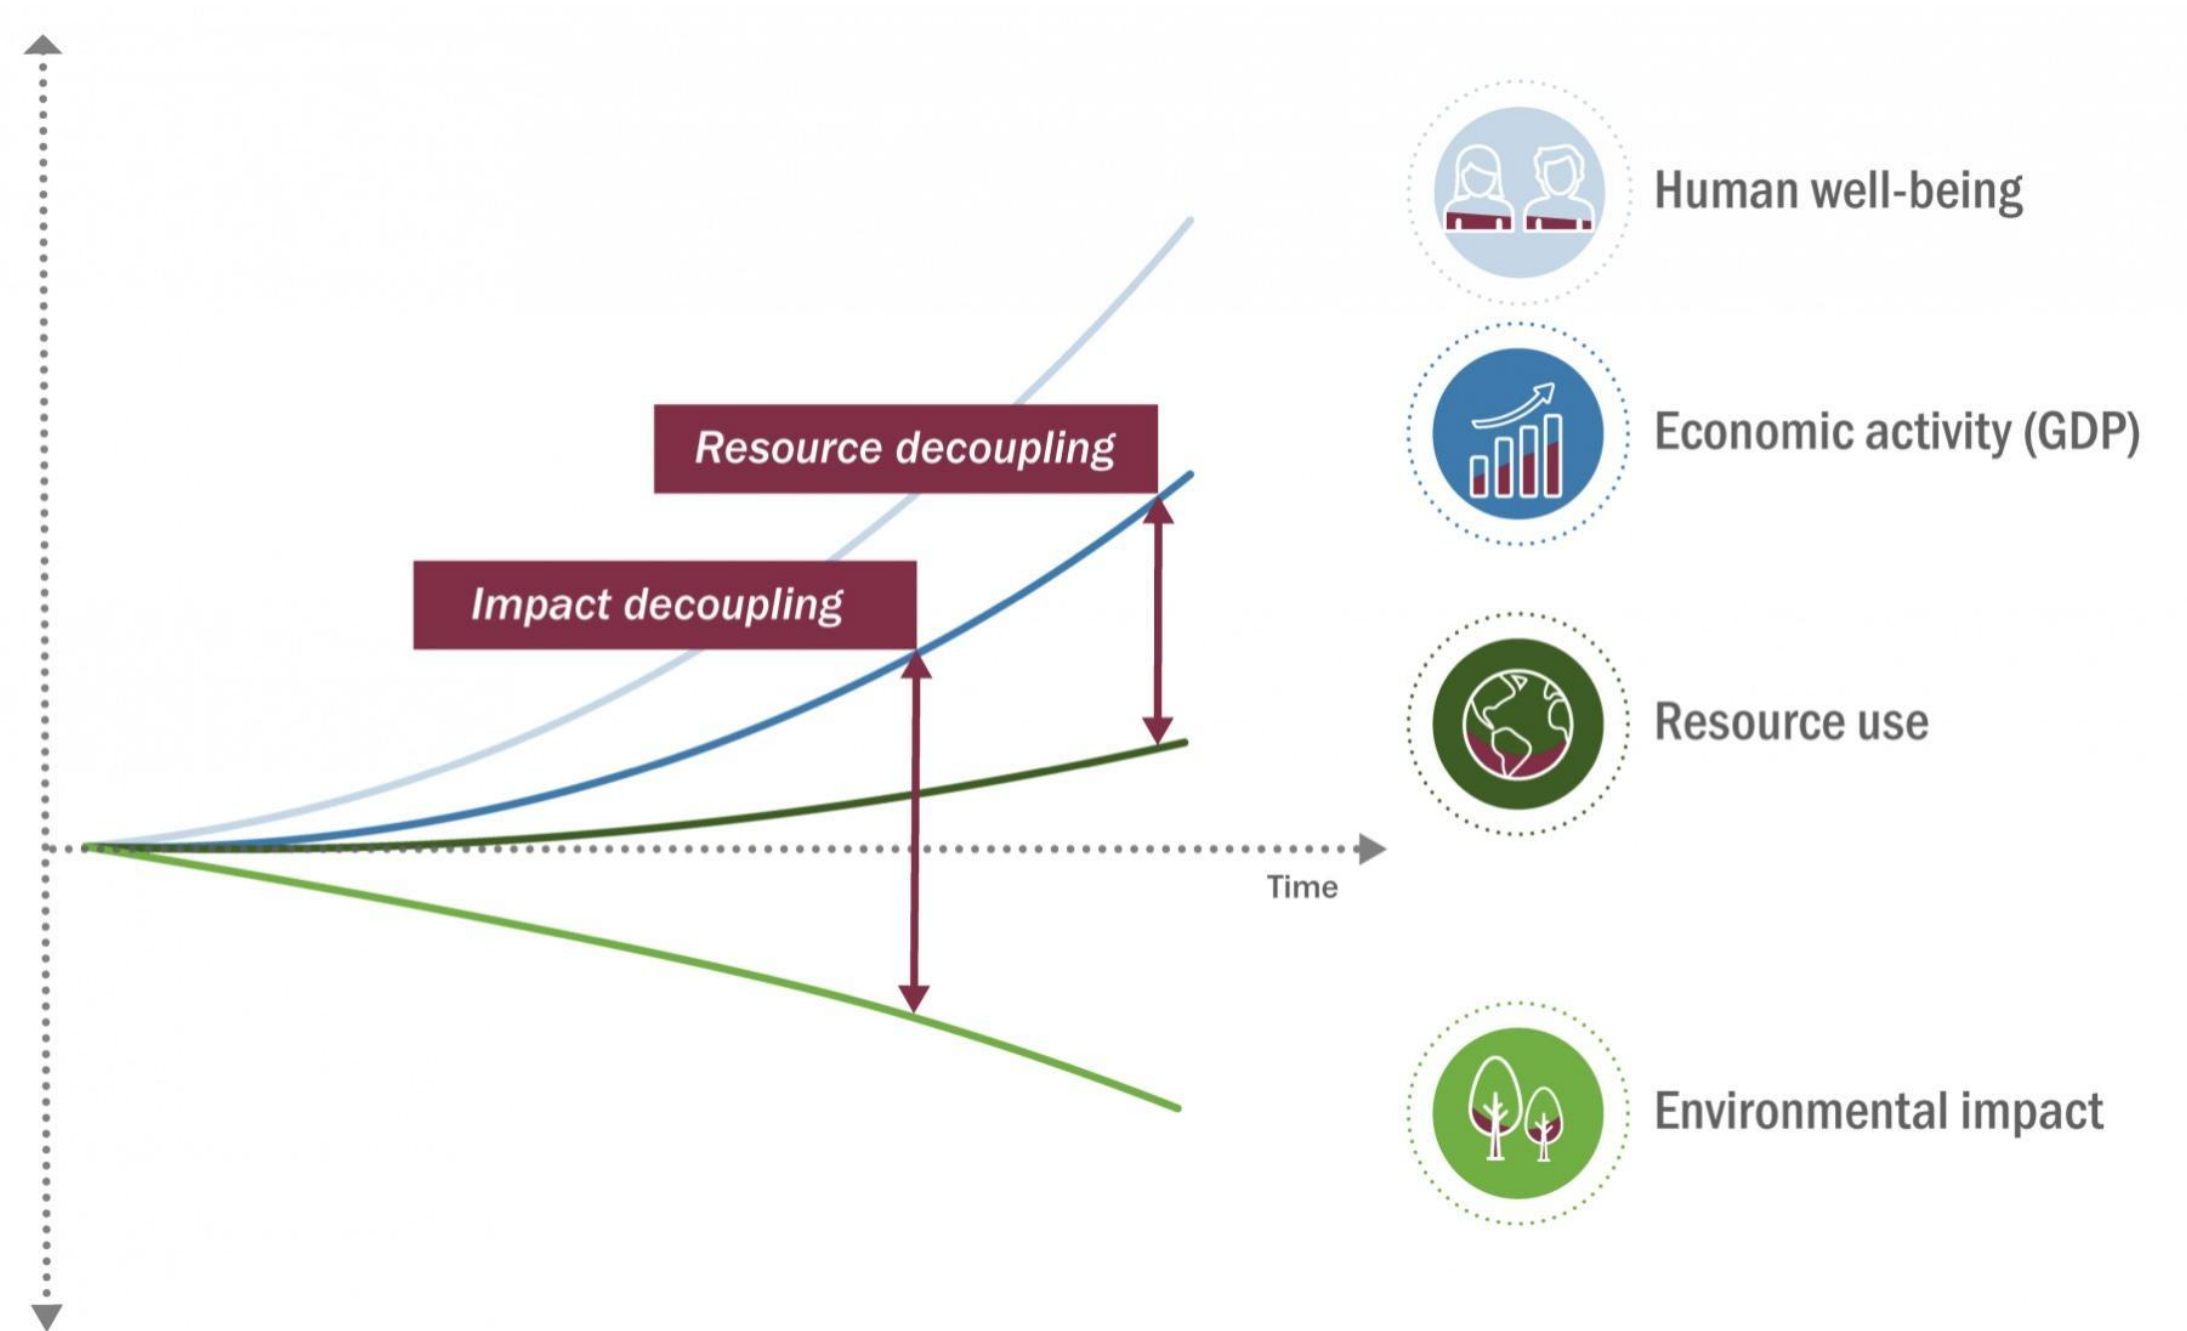 Human well-being
Economic activity (GDP)
Resource decoupling
Impact decoupling
Resource use
Time
Environmental impact